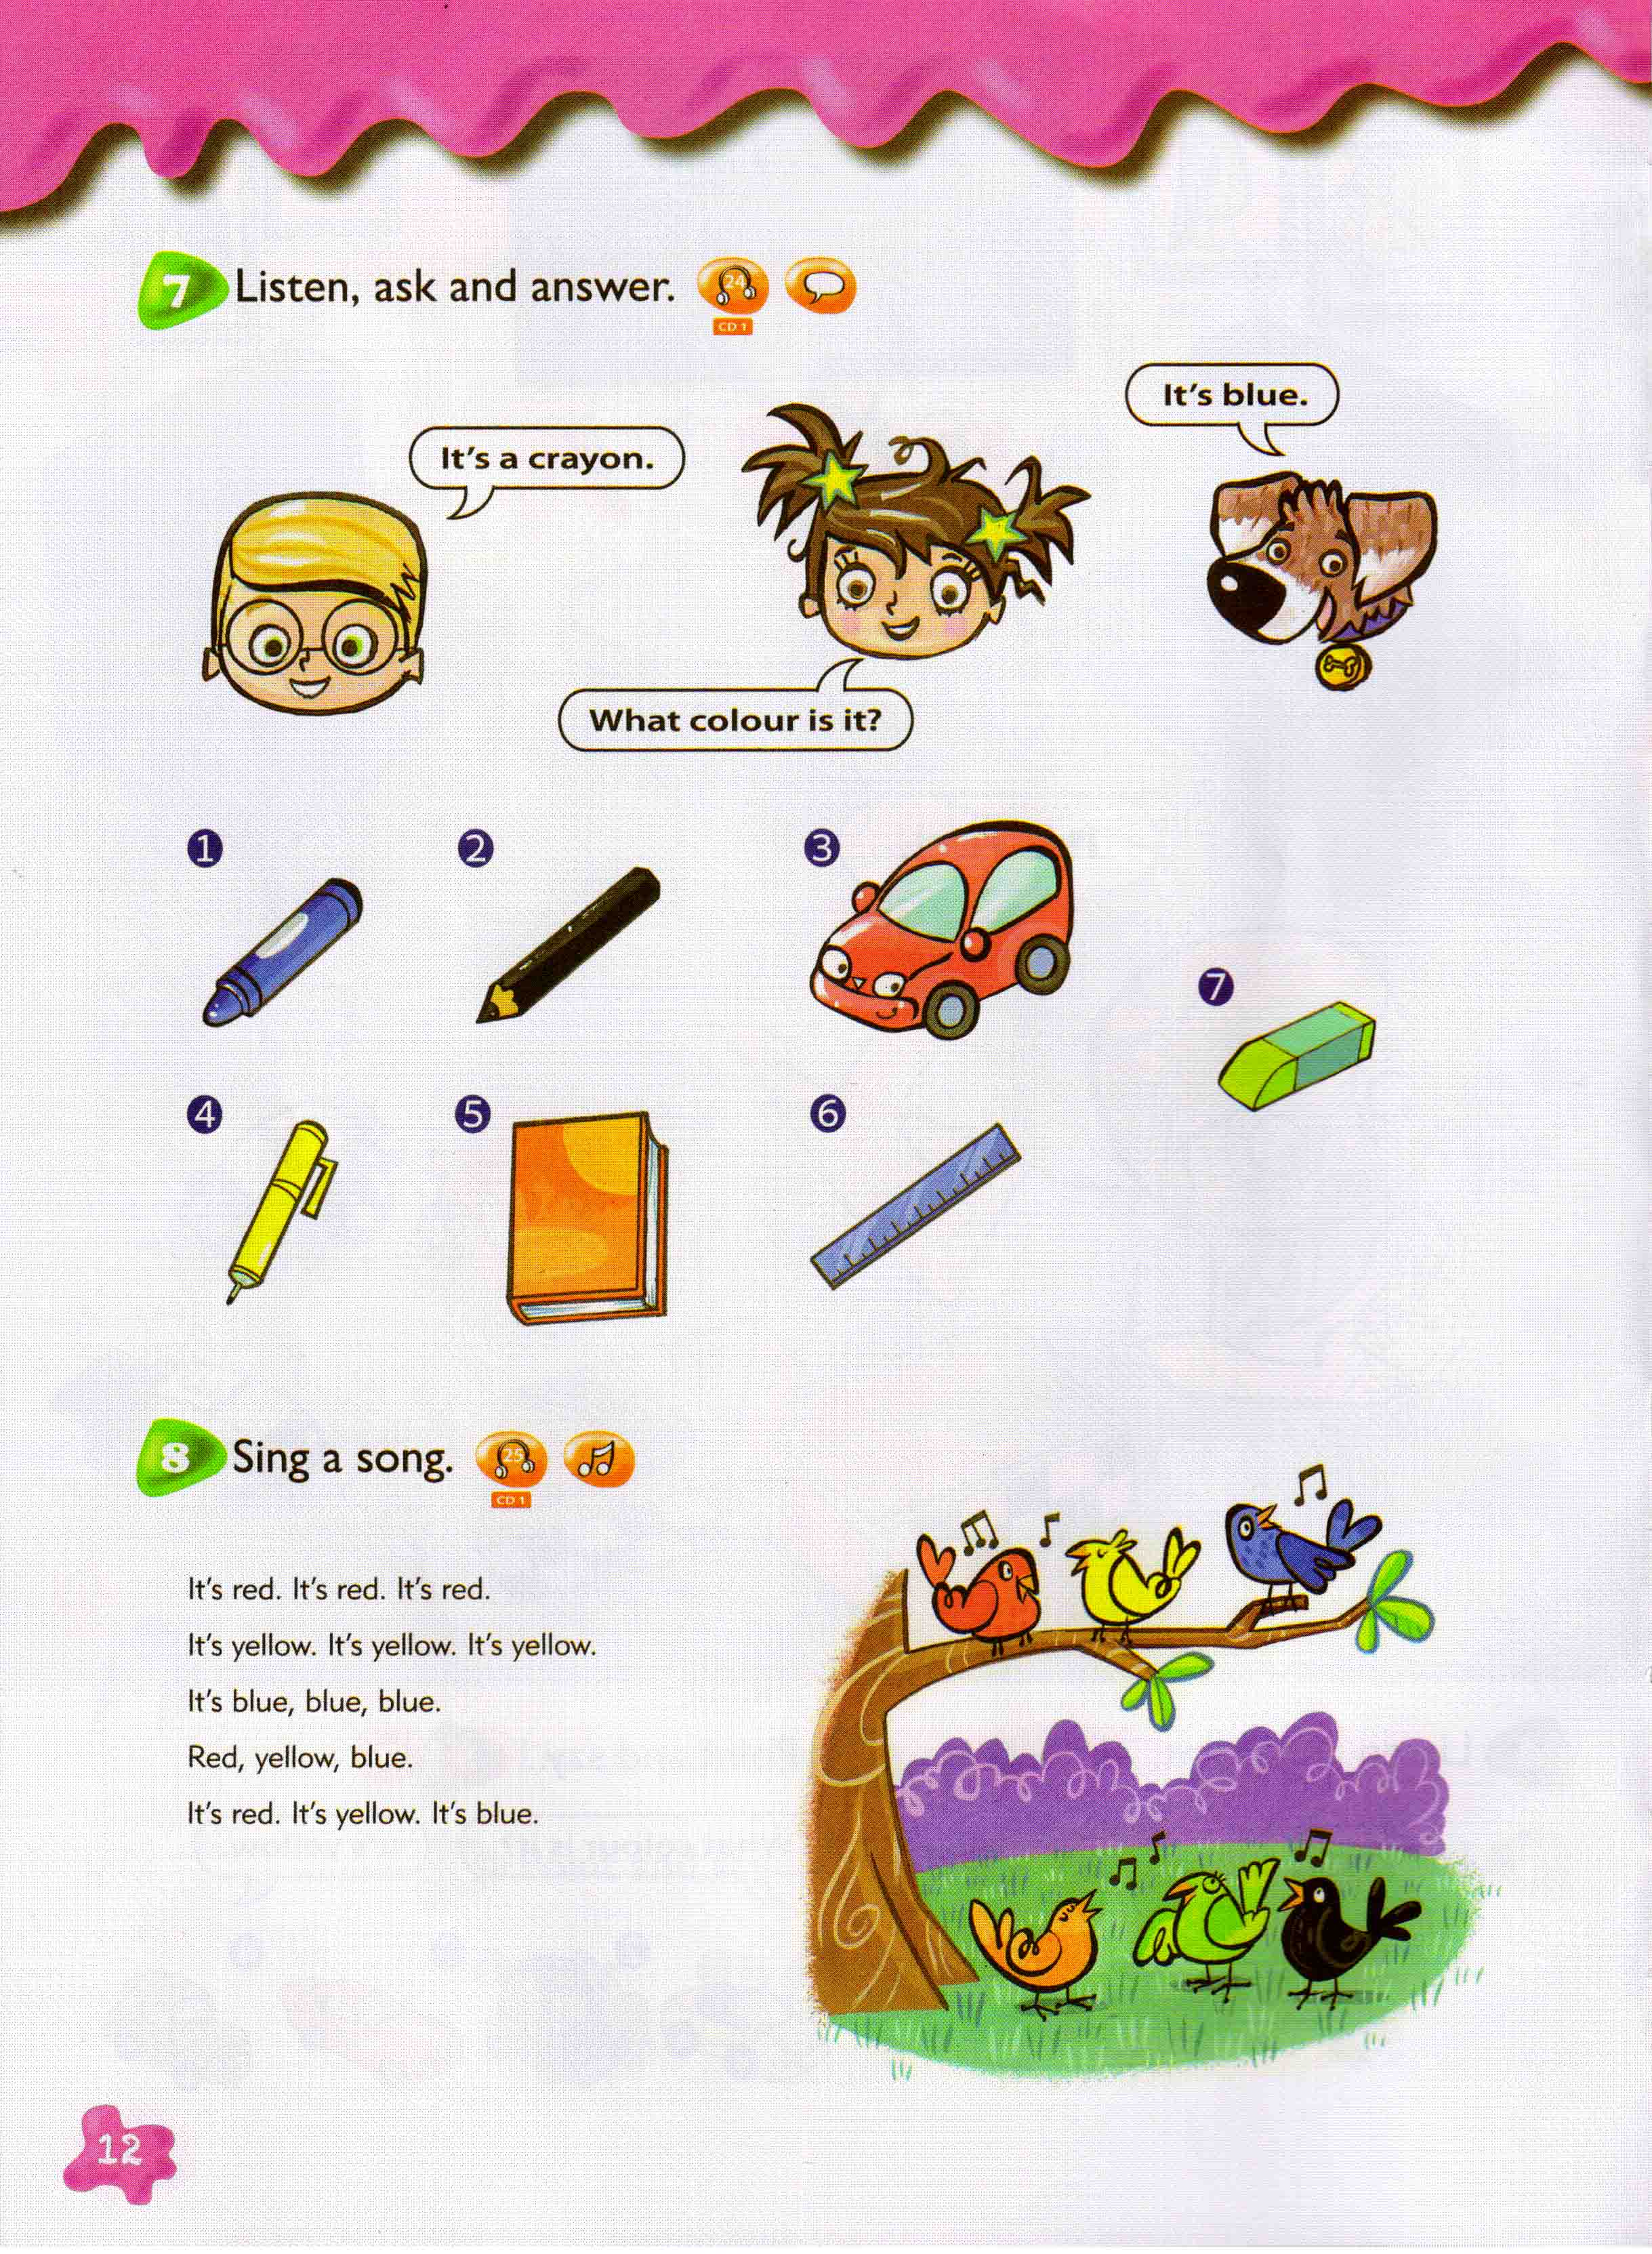 7 Listen, ask and answer. 24
CD 1
It's blue.
It's a crayon.
What colour is it?
1 2 3
7
4 5 6
8 Sing a song. 25
CD 1
It's red. It's red. It's red.
It's yellow. It's yellow. It's yellow.
It's blue, blue, blue.
Red, yellow, blue.
It's red. It's yellow. It's blue.
12